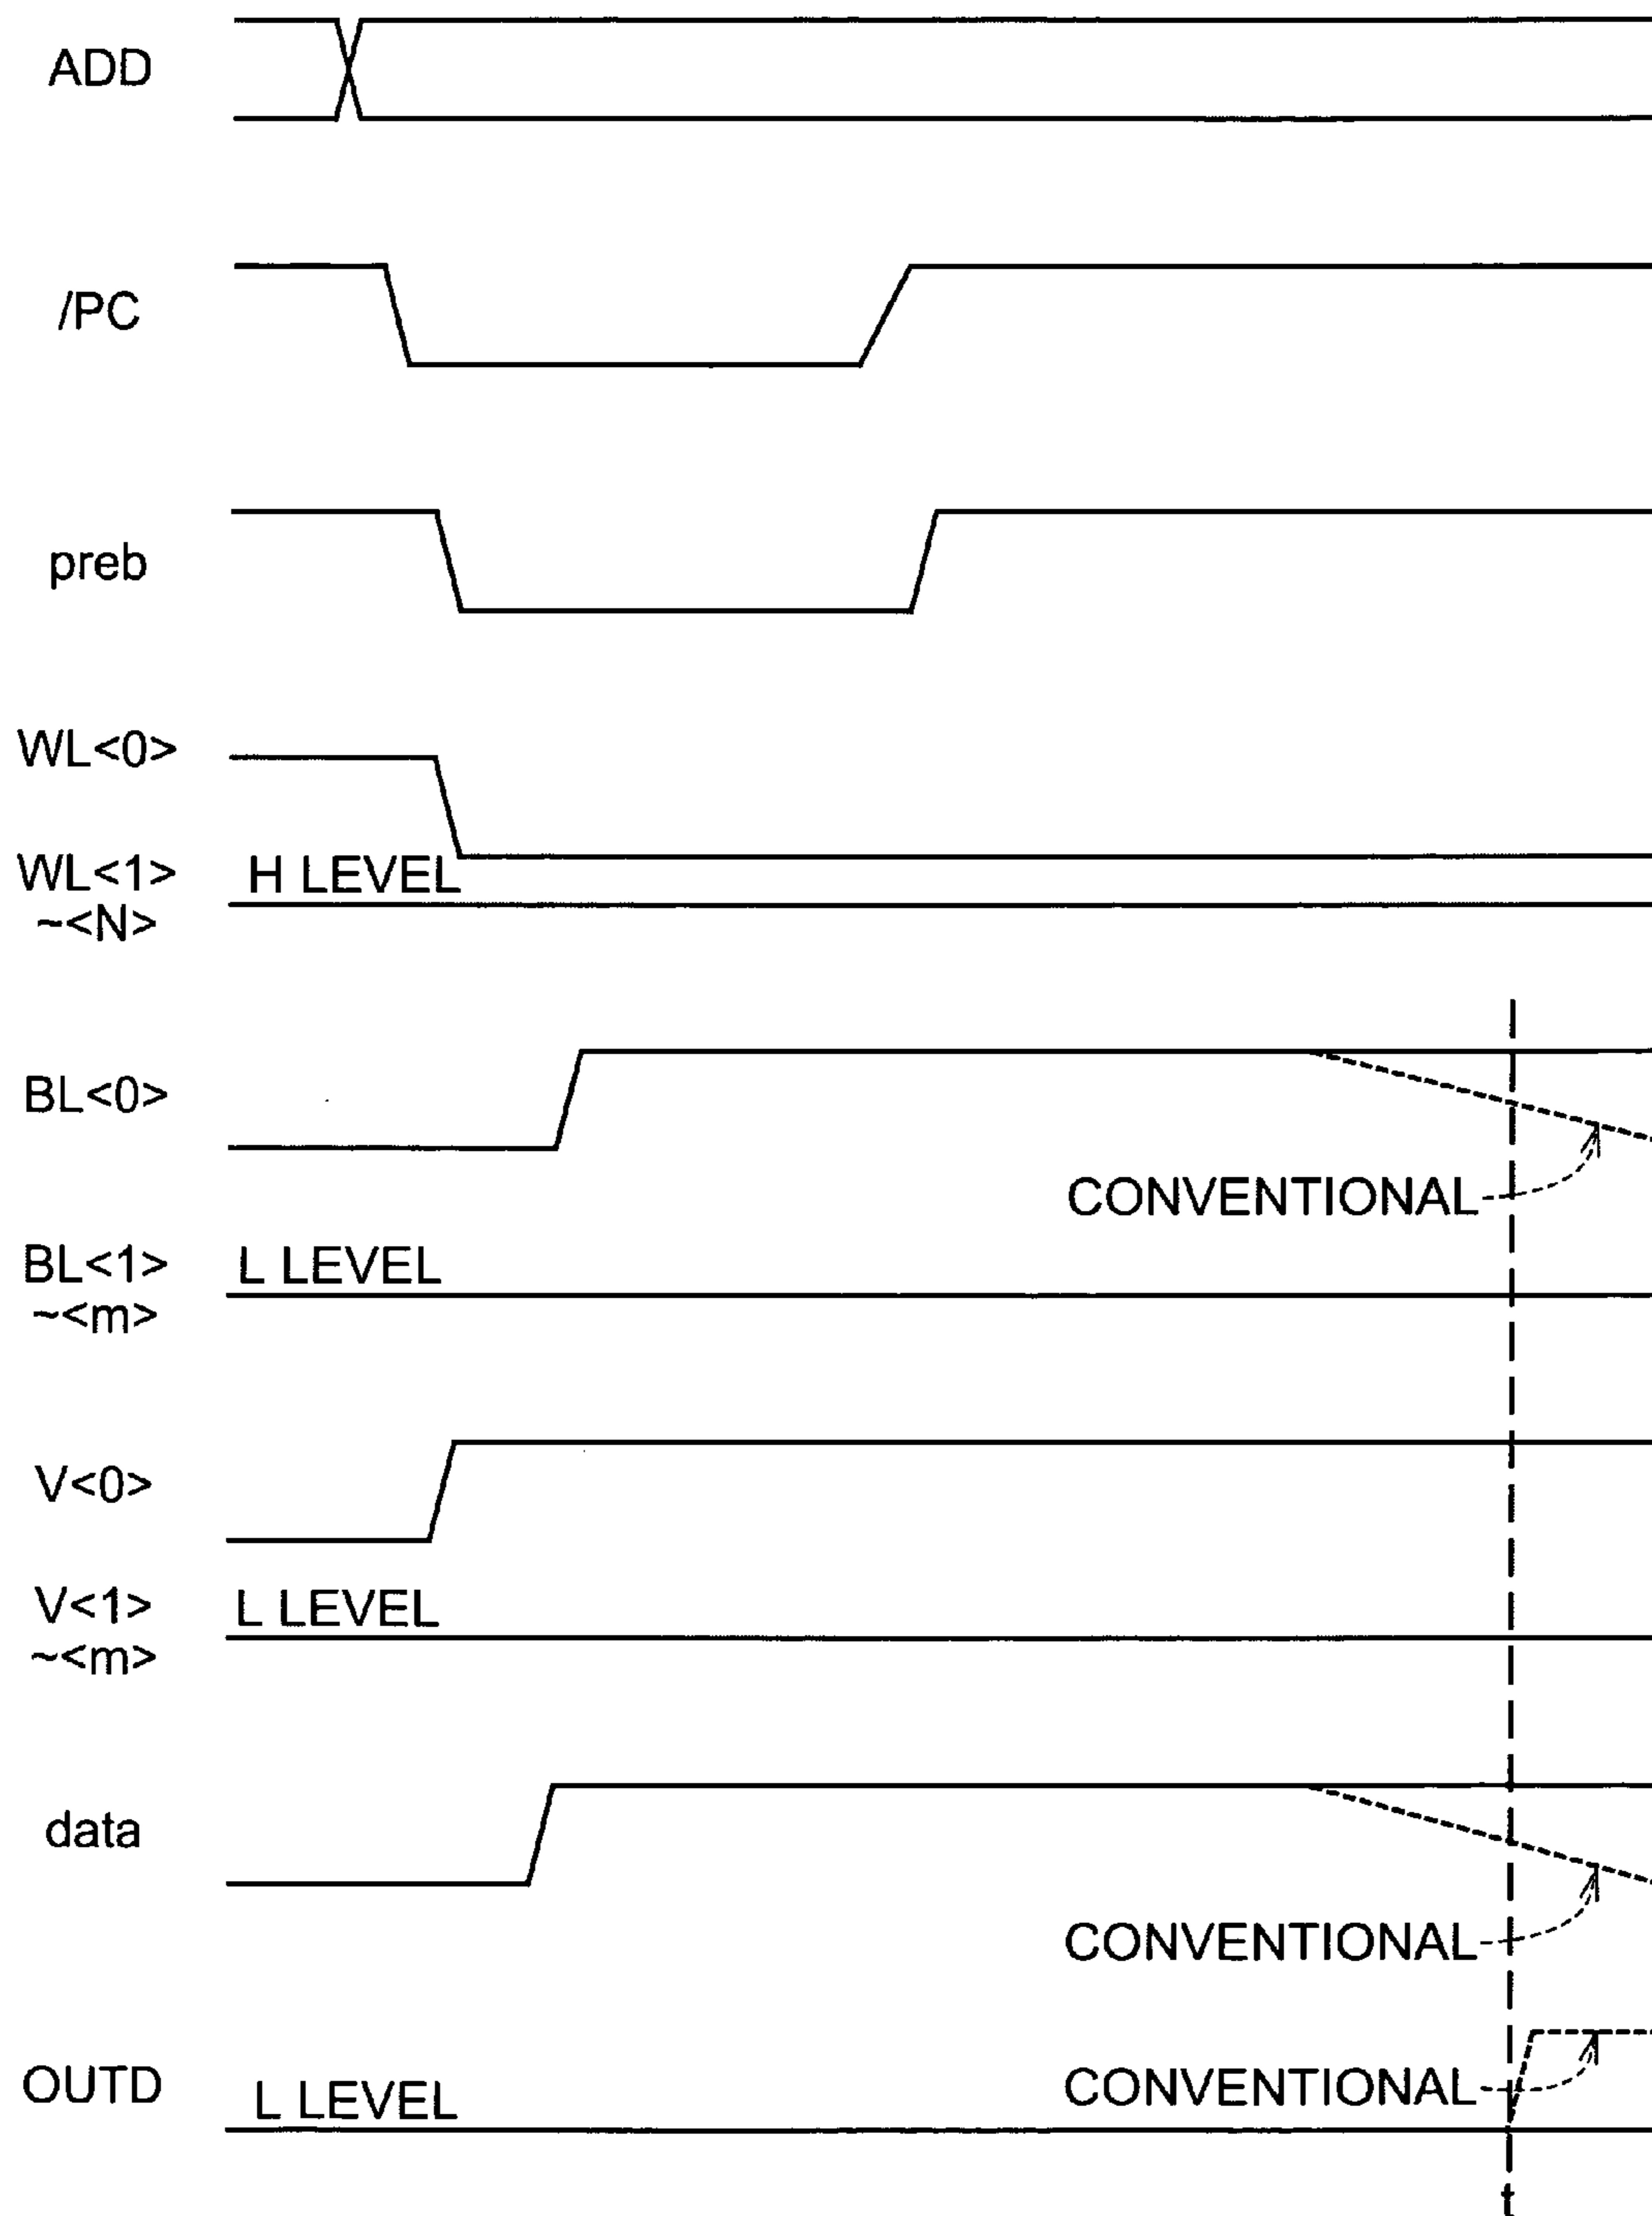 ADD
/PC
preb
WL<0>
WL<1>
~<N>
H LEVEL
BL<0>
CONVENTIONAL
BL<1>
~<m>
L LEVEL
V<0>
V<1>
~<m>
L LEVEL
data
CONVENTIONAL
OUTD
L LEVEL
CONVENTIONAL
t